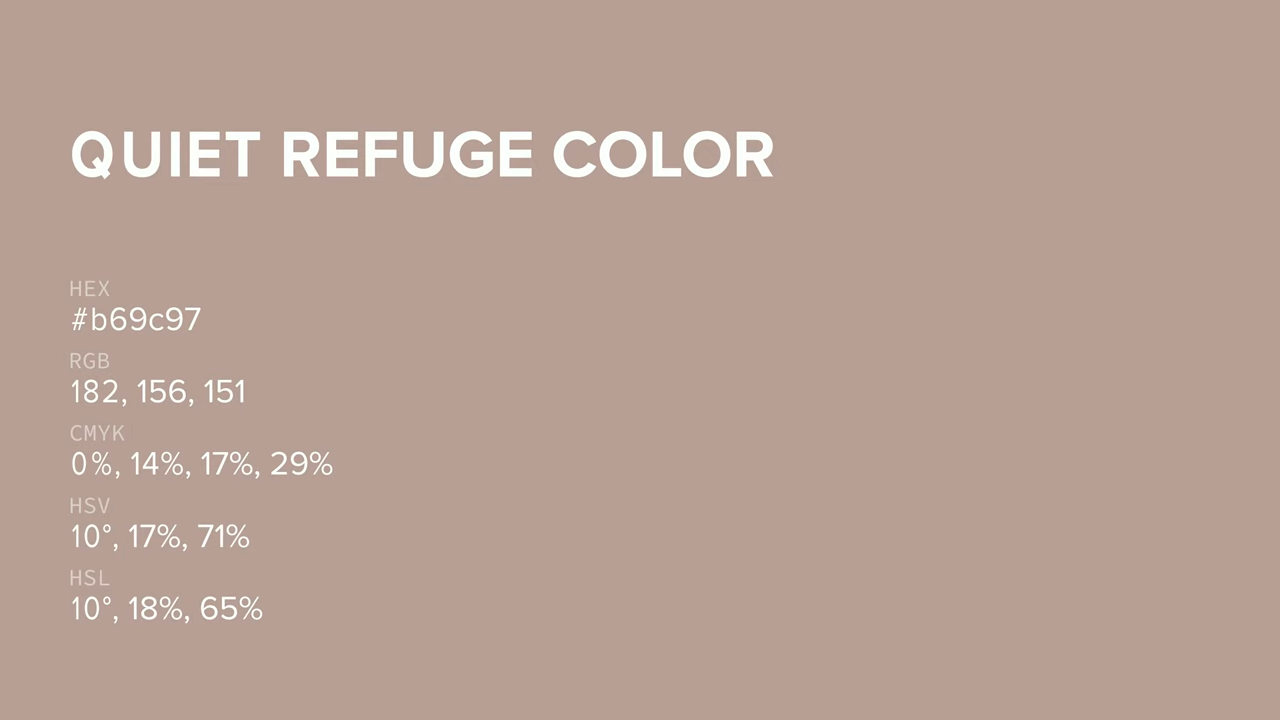 QUIET REFUGE COLOR
HEX
#b69c97
RGB
182, 156, 151
CMYK
0%, 14%, 17%, 29%
HSV
10°, 17%, 71%
HSL
10°, 18%, 65%